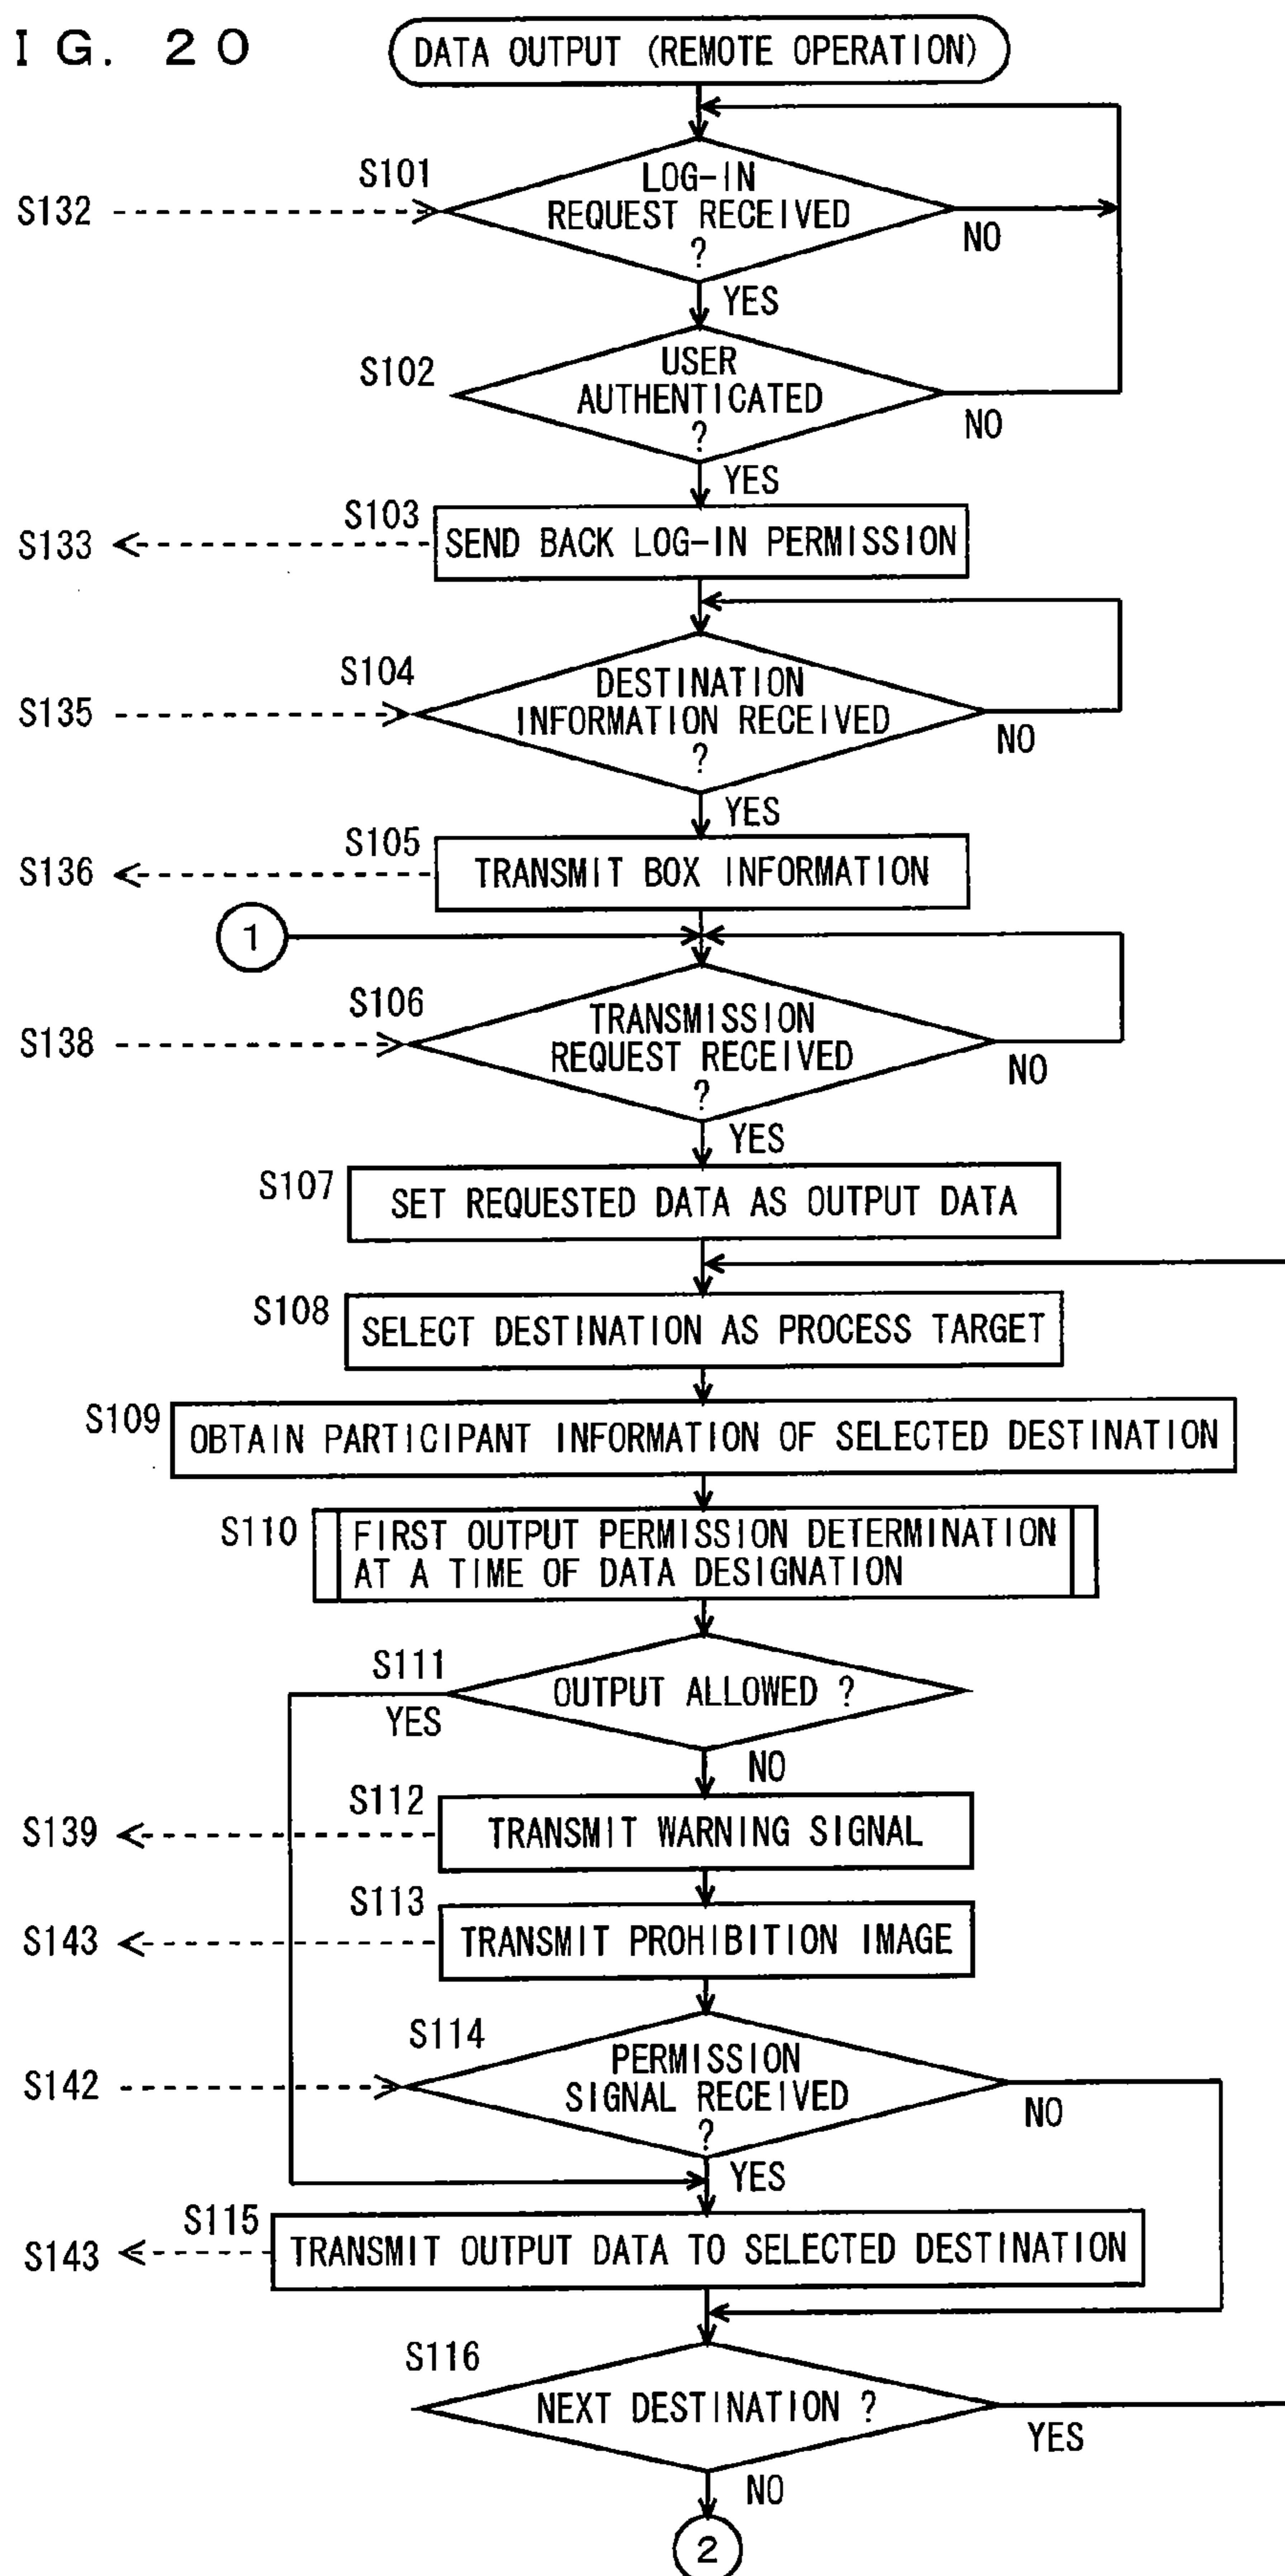 IG. 20
DATA OUTPUT (REMOTE OPERATION)
S101
LOG-IN
REQUEST RECEIVED
?
S132
NO
YES
S102
USER
AUTHENTICATED
?
NO
YES
S103
SEND BACK LOG-IN PERMISSION
S133
S104
DESTINATION
INFORMATION RECEIVED
?
S135
NO
YES
S105
TRANSMIT BOX INFORMATION
S136
1
S106
TRANSMISSION
REQUEST RECEIVED
?
S138
NO
YES
S107
SET REQUESTED DATA AS OUTPUT DATA
S108
SELECT DESTINATION AS PROCESS TARGET
S109
OBTAIN PARTICIPANT INFORMATION OF SELECTED DESTINATION
S110
FIRST OUTPUT PERMISSION DETERMINATION
AT A TIME OF DATA DESIGNATION
S111
OUTPUT ALLOWED ?
YES
NO
S112
TRANSMIT WARNING SIGNAL
S139
S113
TRANSMIT PROHIBITION IMAGE
S143
S114
PERMISSION
SIGNAL RECEIVED
?
S142
NO
YES
S115
TRANSMIT OUTPUT DATA TO SELECTED DESTINATION
S143
S116
NEXT DESTINATION ?
YES
NO
2